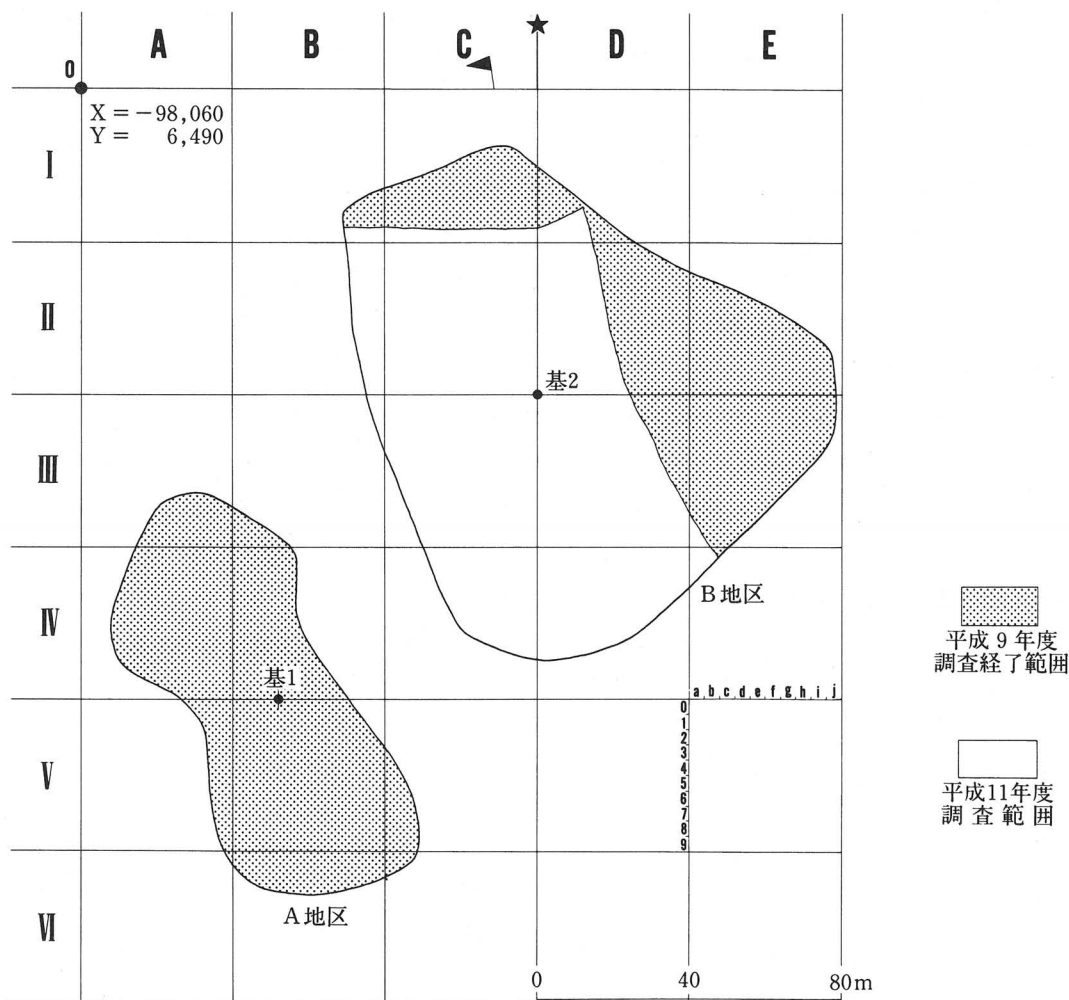 A B C ★ D E
0
X = −98,060
Y = 6,490
I
II
III
IV
V
VI
基2
基1
B地区
A地区
a b c d e f g h i j
0
1
2
3
4
5
6
7
8
9
0 40 80m
平成9年度
調査経了範囲
平成11年度
調査範囲